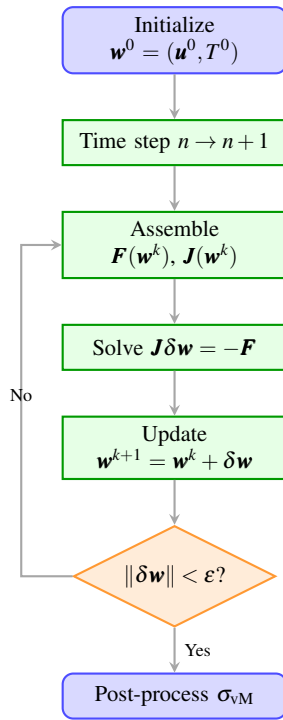 Initialize
w⁰ = (u⁰, T⁰)
Time step n → n + 1
Assemble
F(wᵏ), J(wᵏ)
Solve Jδw = −F
No
Update
wᵏ⁺¹ = wᵏ + δw
‖δw‖ < ε?
Yes
Post-process σ_vM